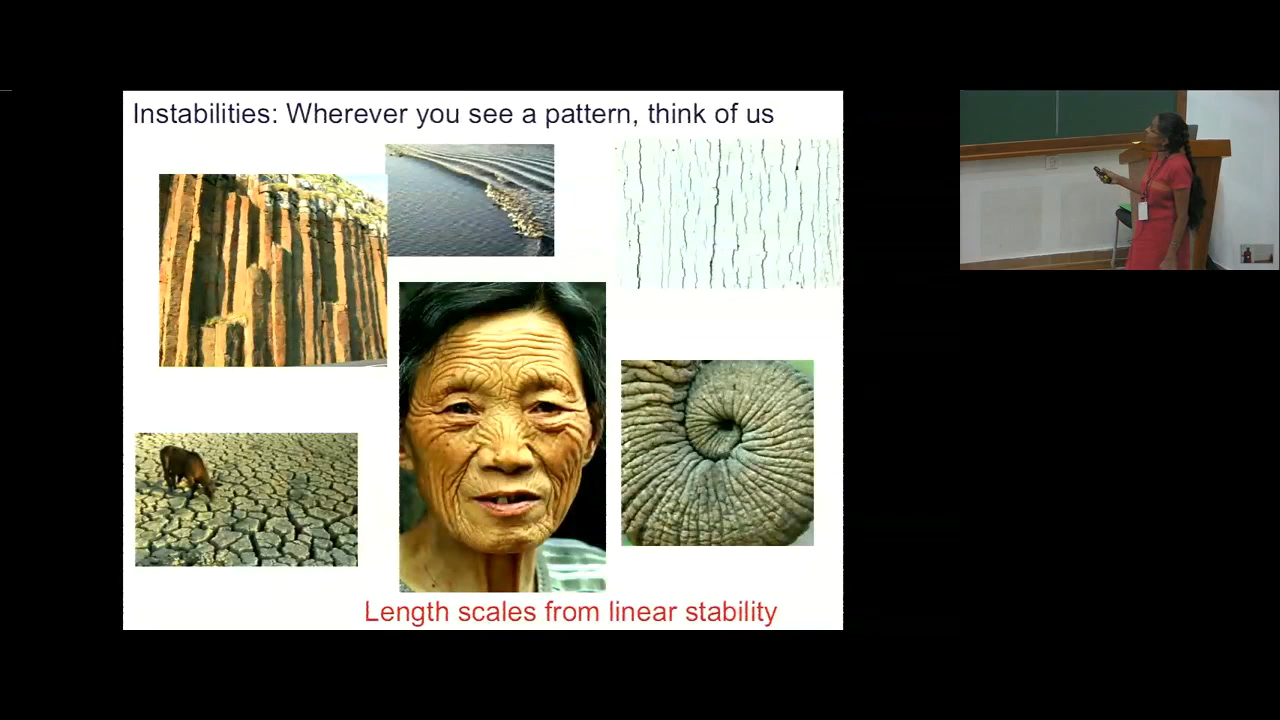 Instabilities: Wherever you see a pattern, think of us
Length scales from linear stability